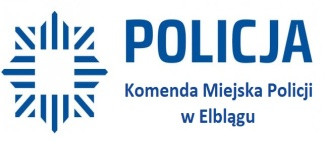 POLICJA
Komenda Miejska Policji
w Elblągu